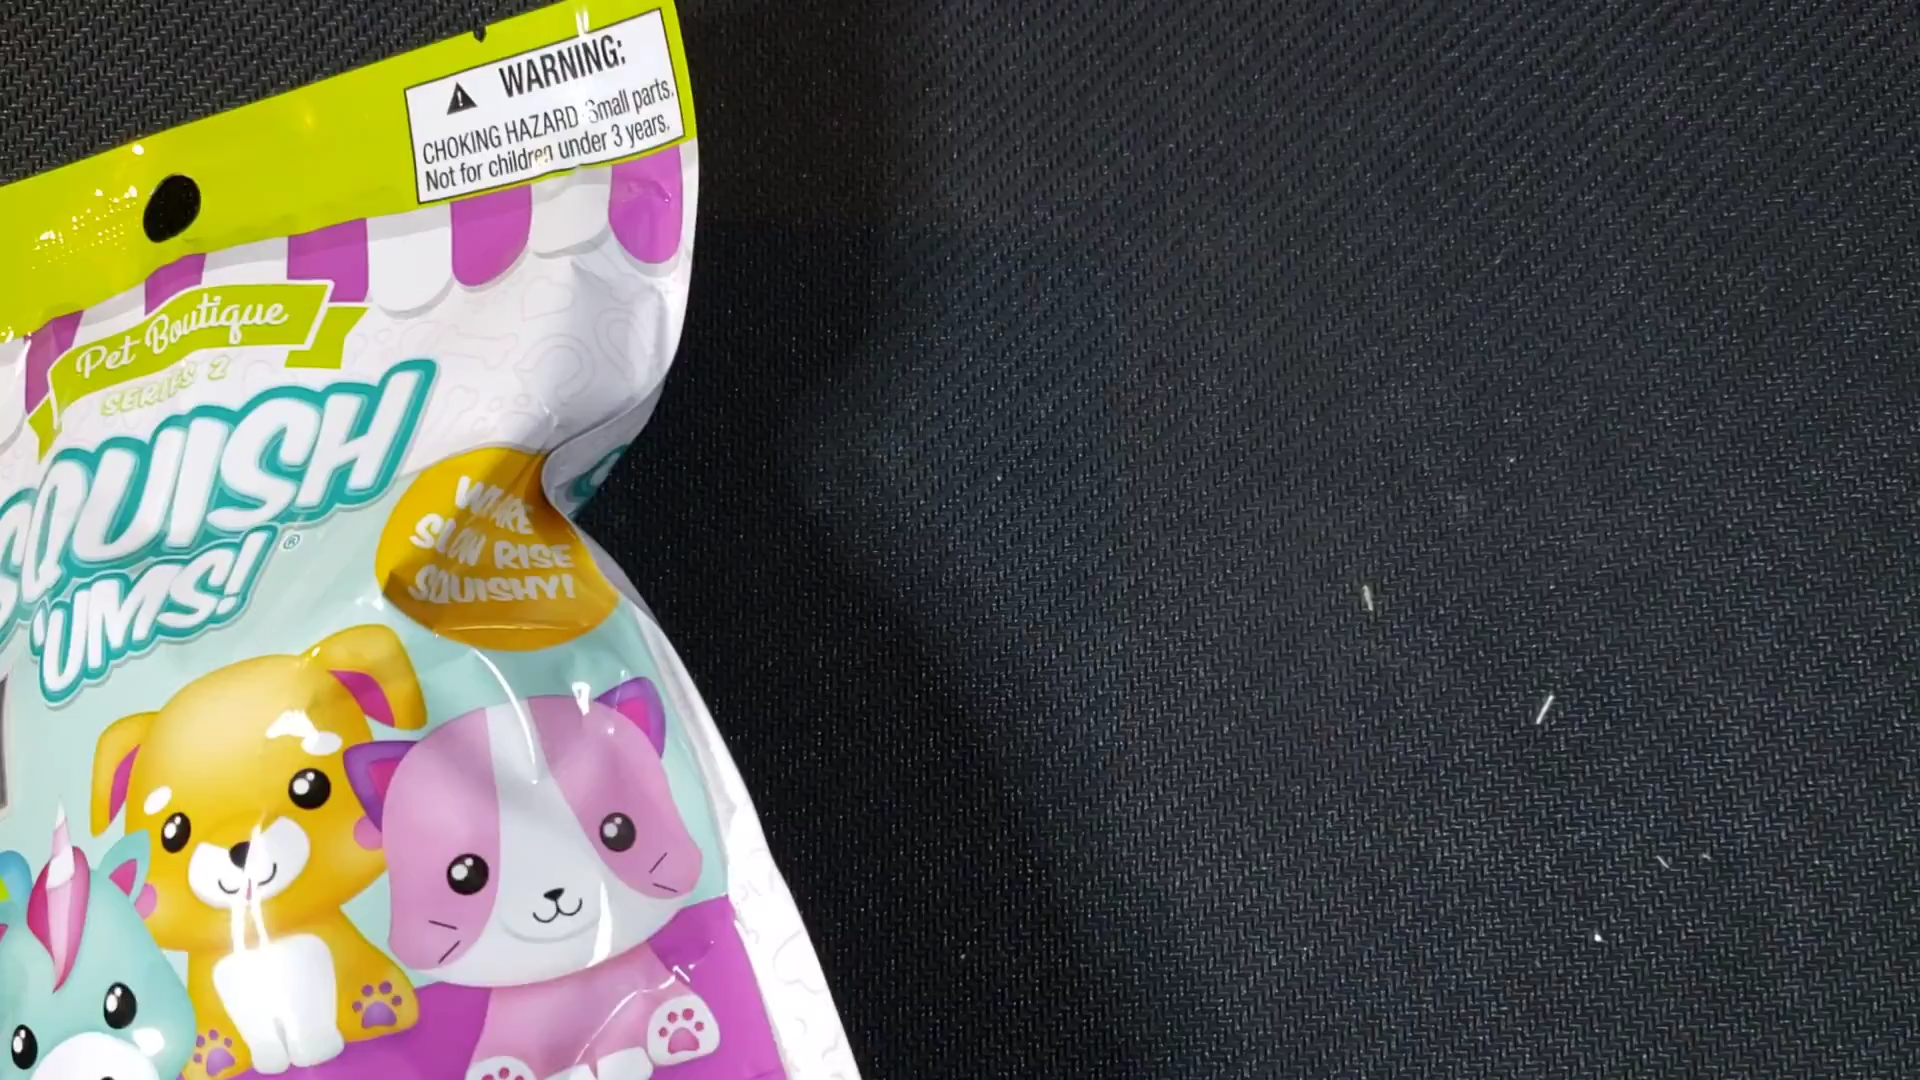 WARNING:
CHOKING HAZARD Small parts.
Not for children under 3 years.
Pet Boutique
SERIES 2
SQUISH
'UMS!®
SLOW RISE
SQUISHY!